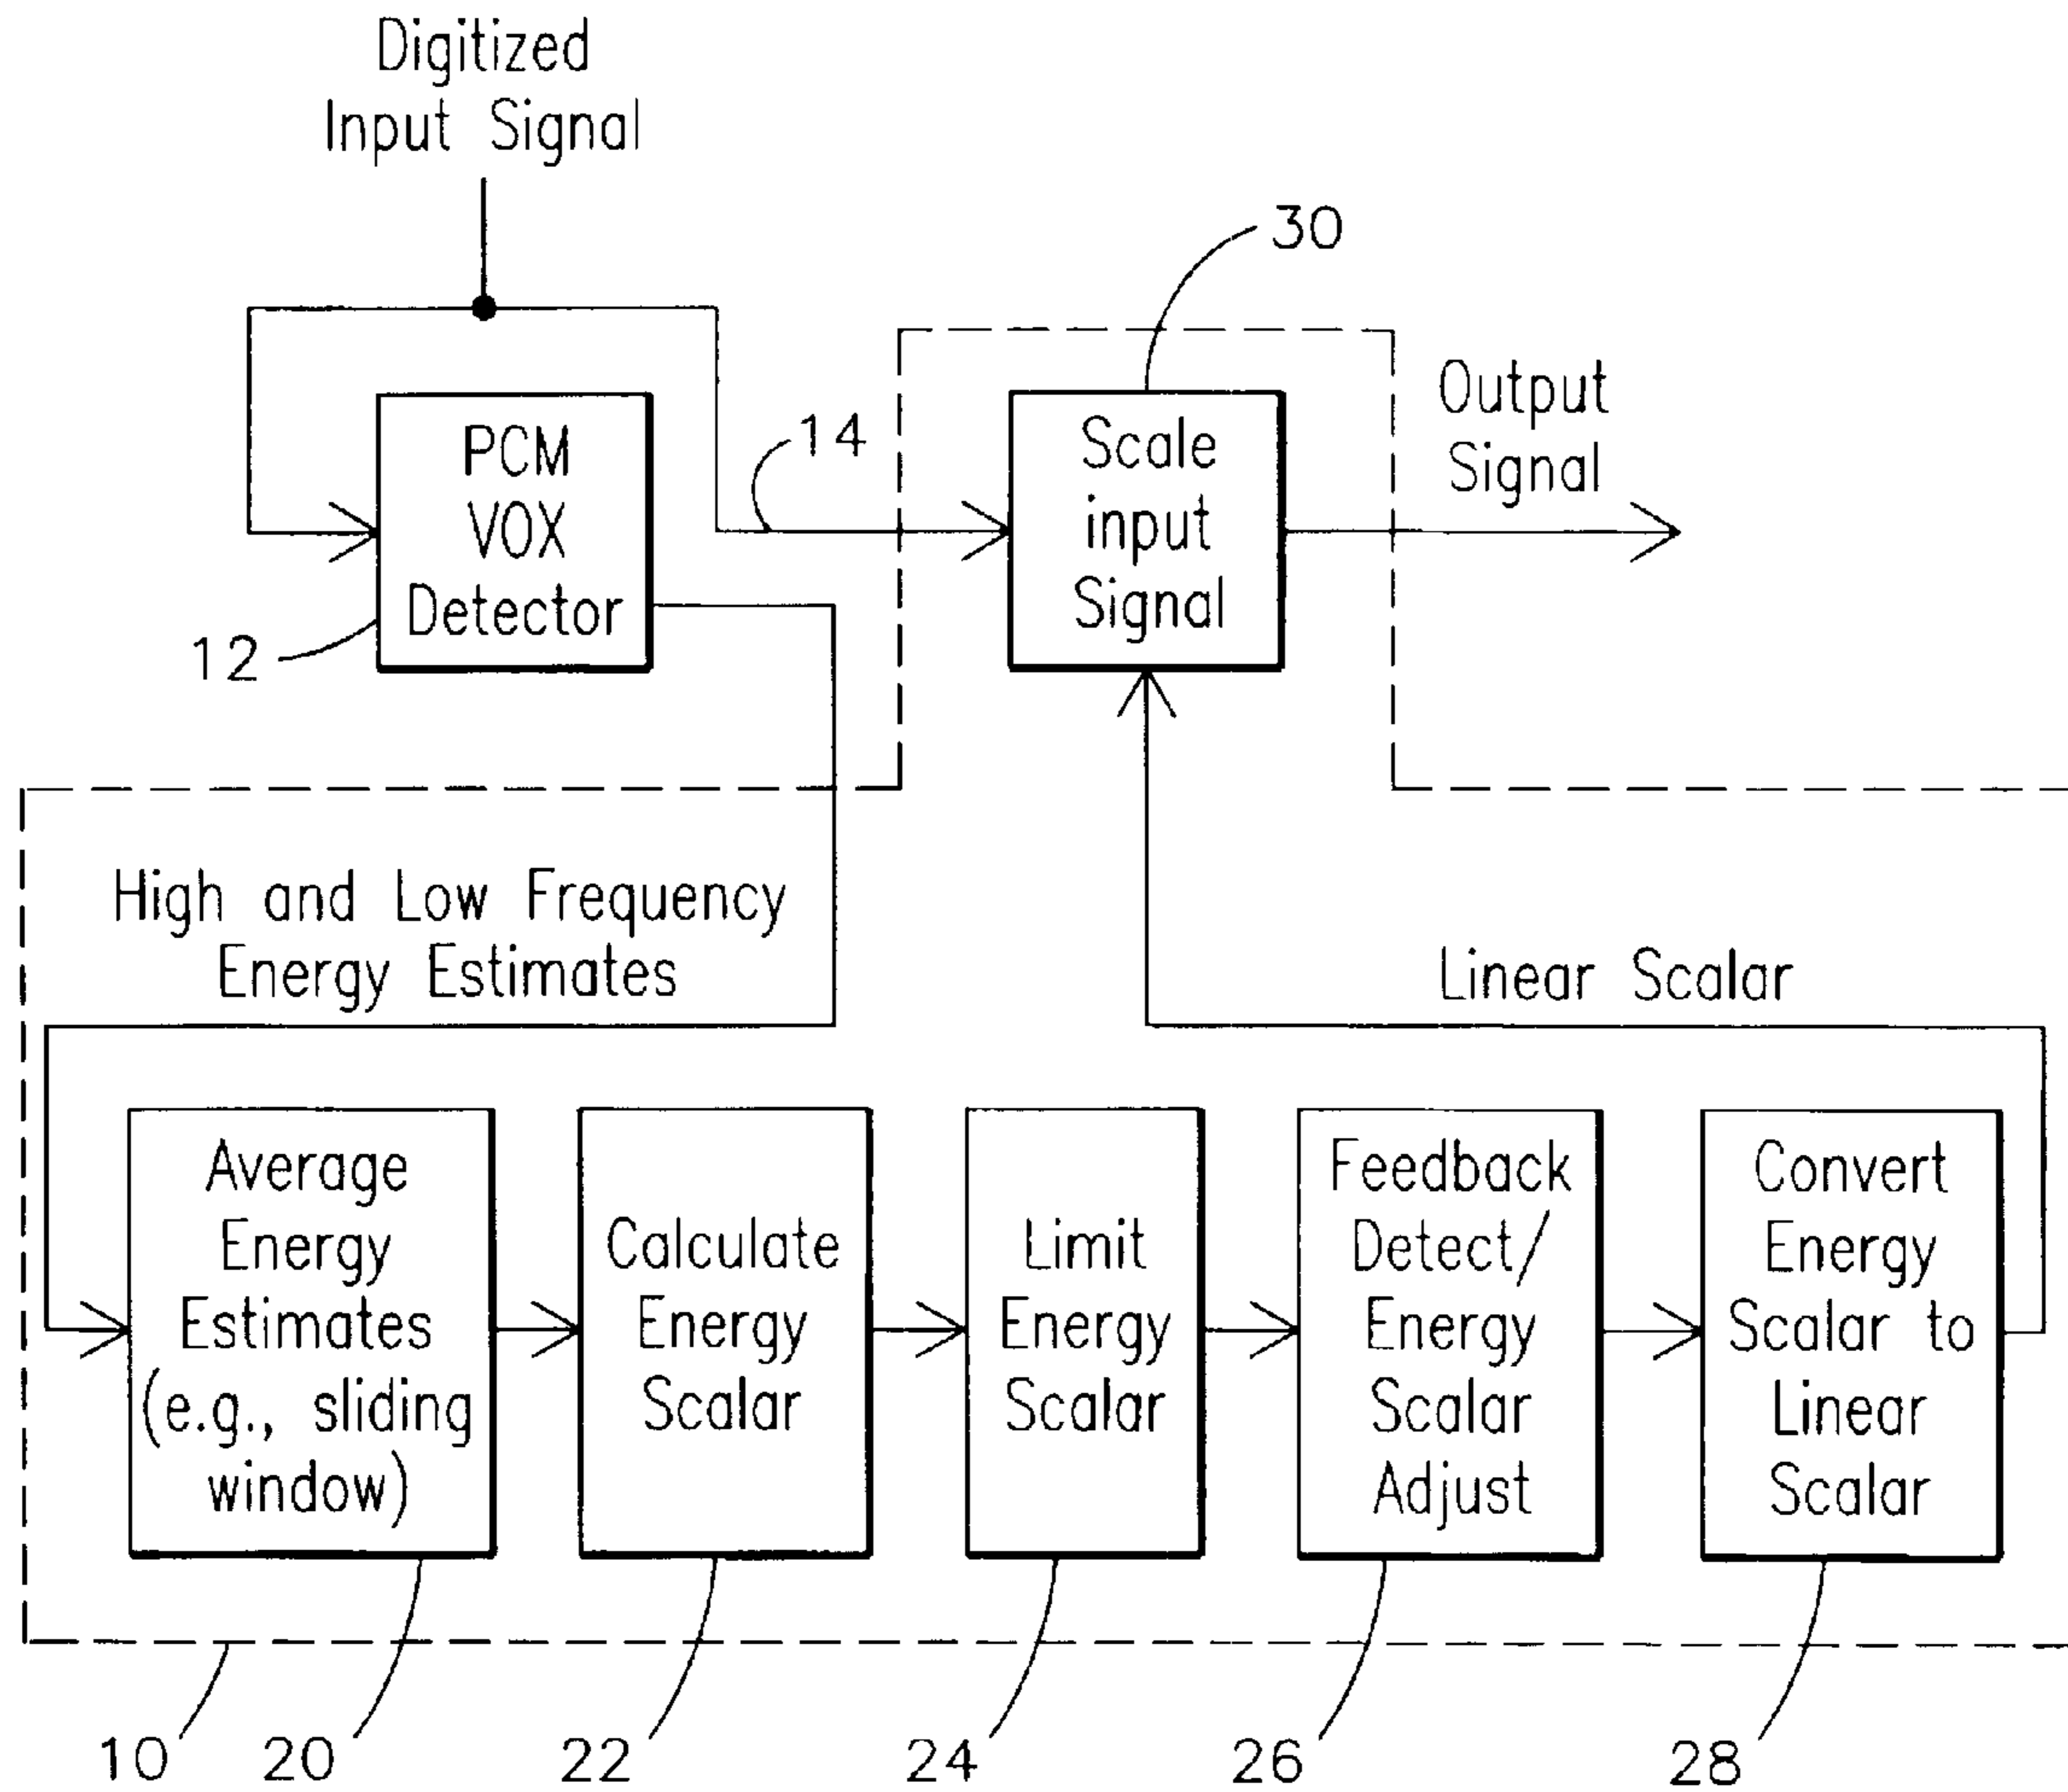 Digitized
Input Signal
30
PCM
VOX
Detector
12
14
Scale
input
Signal
Output
Signal
High and Low Frequency
Energy Estimates
Linear Scalar
Average
Energy
Estimates
(e.g., sliding
window)
Calculate
Energy
Scalar
Limit
Energy
Scalar
Feedback
Detect/
Energy
Scalar
Adjust
Convert
Energy
Scalar to
Linear
Scalar
10
20
22
24
26
28